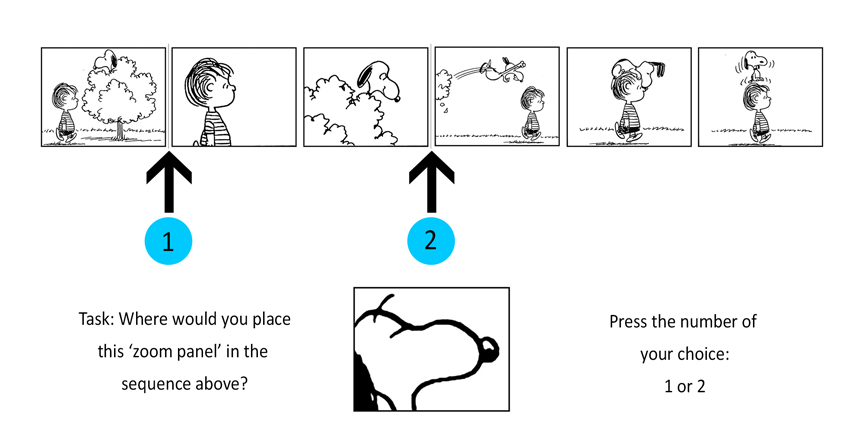 1
2
Task: Where would you place
this ‘zoom panel’ in the
sequence above?
Press the number of
your choice:
1 or 2